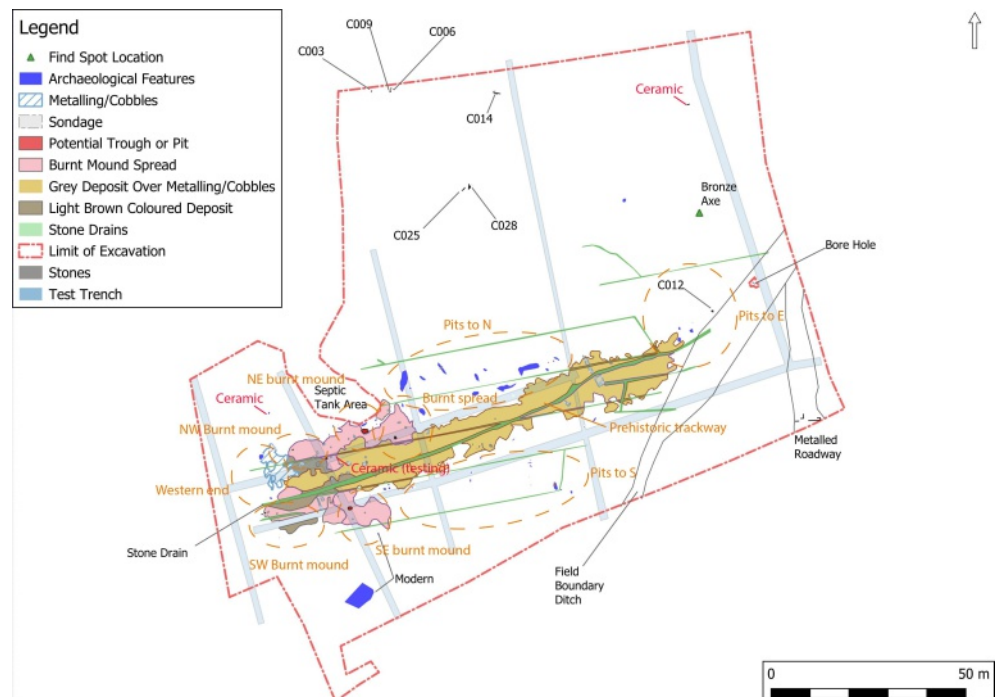 Legend
Find Spot Location
Archaeological Features
Metalling/Cobbles
Sondage
Potential Trough or Pit
Burnt Mound Spread
Grey Deposit Over Metalling/Cobbles
Light Brown Coloured Deposit
Stone Drains
Limit of Excavation
Stones
Test Trench
C009
C003
C006
C014
Ceramic
C025
C028
Bronze
Axe
Bore Hole
C012
Pits to N
Pits to E
NE burnt mound
Septic
Tank Area
Burnt spread
Ceramic
NW Burnt mound
Prehistoric trackway
Metalled
Roadway
Ceramic (testing)
Western end
Pits to S
Stone Drain
SW Burnt mound
SE burnt mound
Modern
Field
Boundary
Ditch
0
50 m